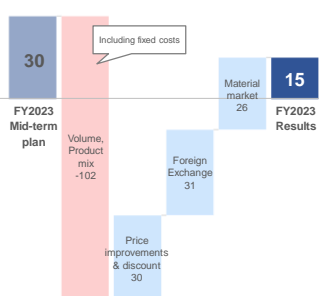 Including fixed costs
30
Material
market
26
15
FY2023
Mid-term
plan
FY2023
Results
Volume,
Product
mix
-102
Foreign
Exchange
31
Price
improvements
& discount
30